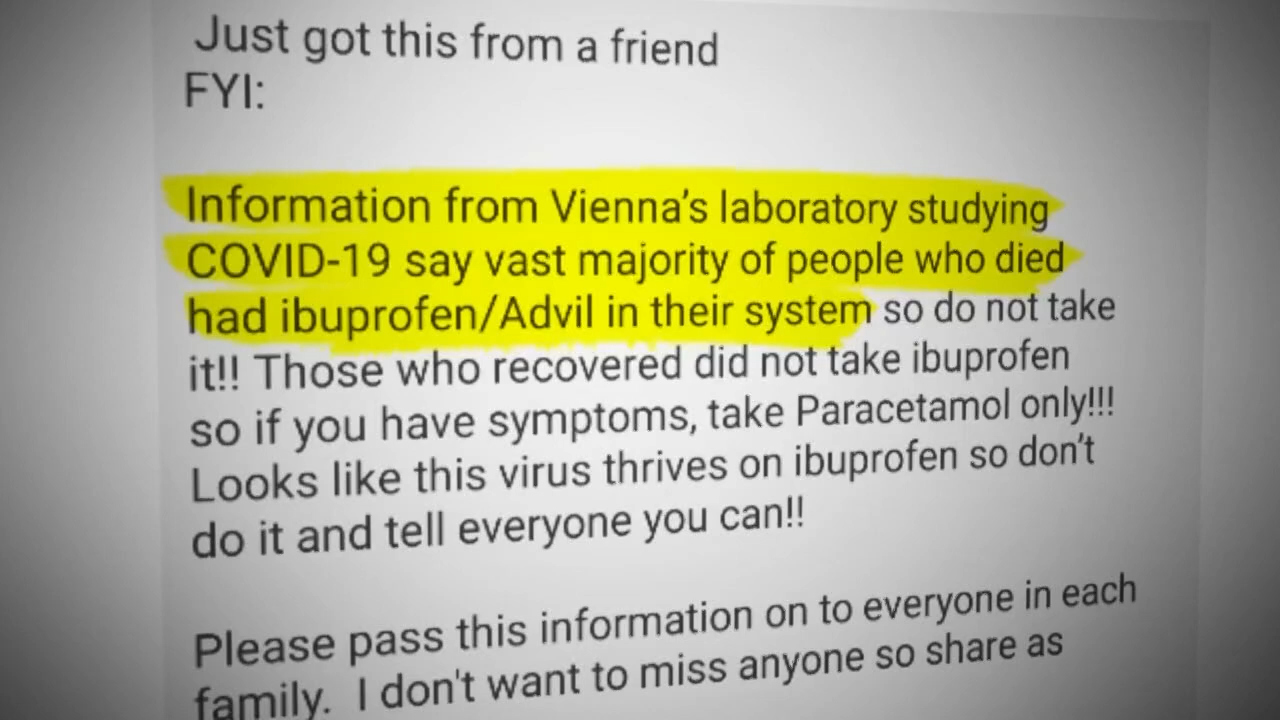 Just got this from a friend
FYI:
Information from Vienna's laboratory studying
COVID-19 say vast majority of people who died
had ibuprofen/Advil in their system so do not take
it!! Those who recovered did not take ibuprofen
so if you have symptoms, take Paracetamol only!!!
Looks like this virus thrives on ibuprofen so don't
do it and tell everyone you can!!
Please pass this information on to everyone in each
family. I don't want to miss anyone so share as